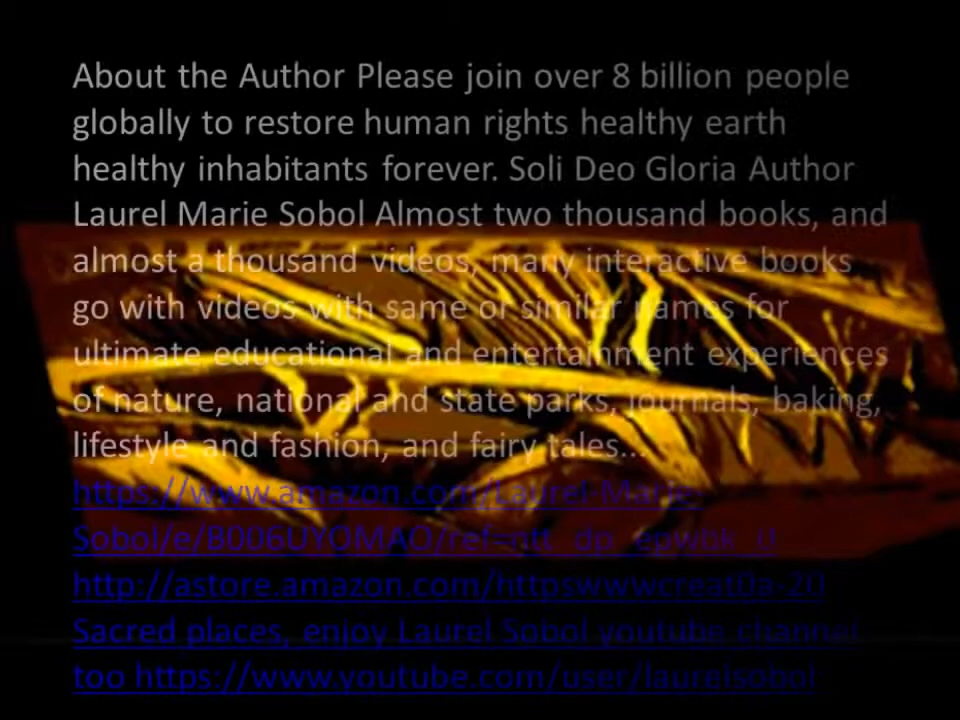 About the Author Please join over 8 billion people
globally to restore human rights healthy earth
healthy inhabitants forever. Soli Deo Gloria Author
Laurel Marie Sobol Almost two thousand books, and
almost a thousand videos, many interactive books
go with videos with same or similar names for
ultimate educational and entertainment experiences
of nature, national and state parks, journals, baking,
lifestyle and fashion, and fairy tales...
https://www.amazon.com/Laurel-Marie-
Sobol/e/B006UYOMAO/ref=ntt_dp_epwbk_0
http://astore.amazon.com/httpswwwcreat0a-20
Sacred places, enjoy Laurel Sobol youtube channel
too https://www.youtube.com/user/laurelsobol